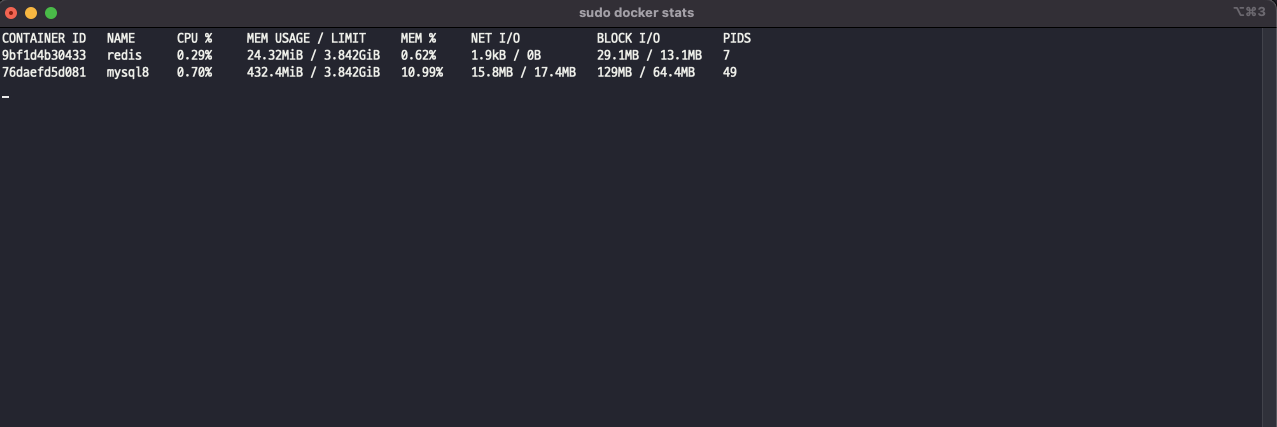 sudo docker stats
⌥⌘3
CONTAINER ID   NAME      CPU %     MEM USAGE / LIMIT     MEM %     NET I/O           BLOCK I/O         PIDS
9bf1d4b30433   redis     0.29%     24.32MiB / 3.842GiB   0.62%     1.9kB / 0B        29.1MB / 13.1MB   7
76daefd5d081   mysql8    0.70%     432.4MiB / 3.842GiB   10.99%    15.8MB / 17.4MB   129MB / 64.4MB    49